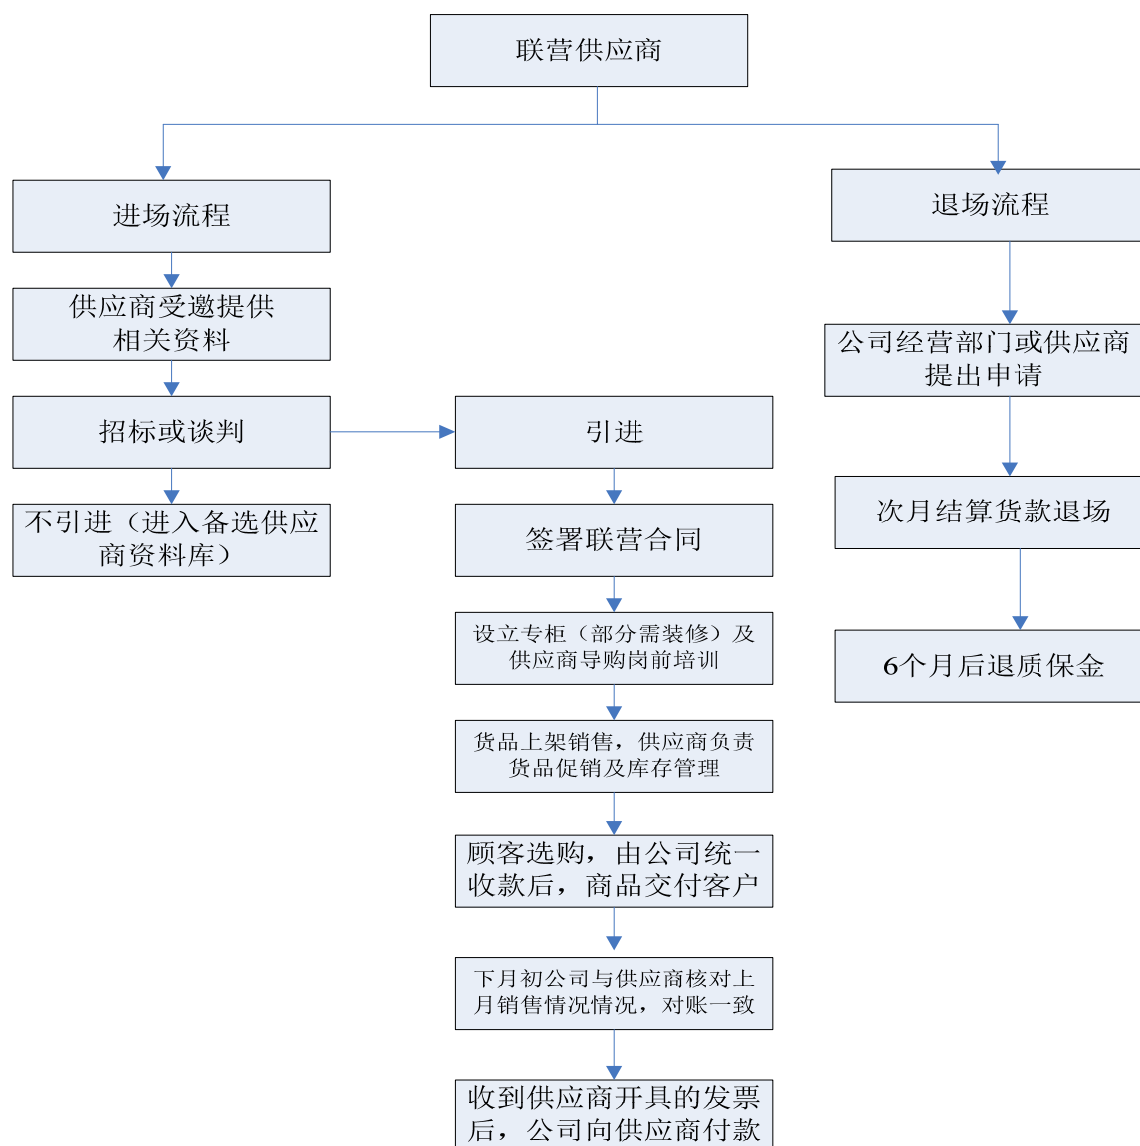 联营供应商
进场流程
供应商受邀提供
相关资料
招标或谈判
不引进（进入备选供应
商资料库）
引进
签署联营合同
设立专柜（部分需装修）及
供应商导购岗前培训
货品上架销售，供应商负责
货品促销及库存管理
顾客选购，由公司统一
收款后，商品交付客户
下月初公司与供应商核对上
月销售情况情况，对账一致
收到供应商开具的发票
后，公司向供应商付款
退场流程
公司经营部门或供应商
提出申请
次月结算货款退场
6个月后退质保金